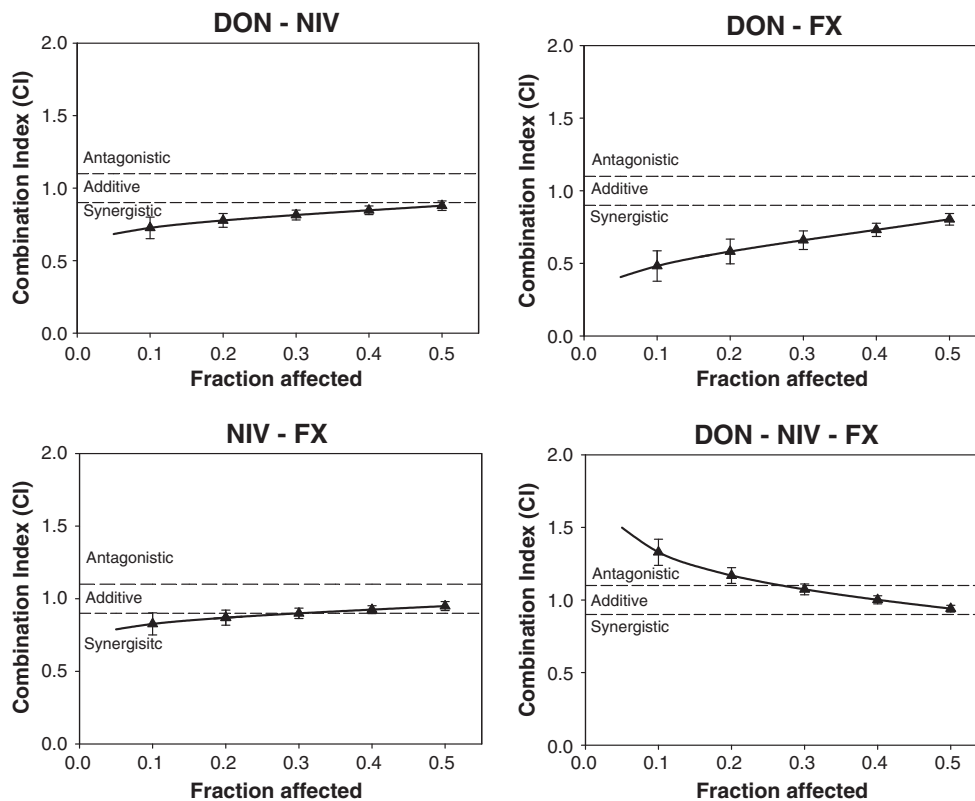 DON - NIV
Combination Index (CI)
2.0
1.5
1.0
0.5
0.0
Antagonistic
Additive
Synergistic
0.0 0.1 0.2 0.3 0.4 0.5
Fraction affected
DON - FX
Combination Index (CI)
2.0
1.5
1.0
0.5
0.0
Antagonistic
Additive
Synergistic
0.0 0.1 0.2 0.3 0.4 0.5
Fraction affected
NIV - FX
Combination Index (CI)
2.0
1.5
1.0
0.5
0.0
Antagonistic
Additive
Synergisitc
0.0 0.1 0.2 0.3 0.4 0.5
Fraction affected
DON - NIV - FX
Combination Index (CI)
2.0
1.5
1.0
0.5
0.0
Antagonistic
Additive
Synergistic
0.0 0.1 0.2 0.3 0.4 0.5
Fraction affected